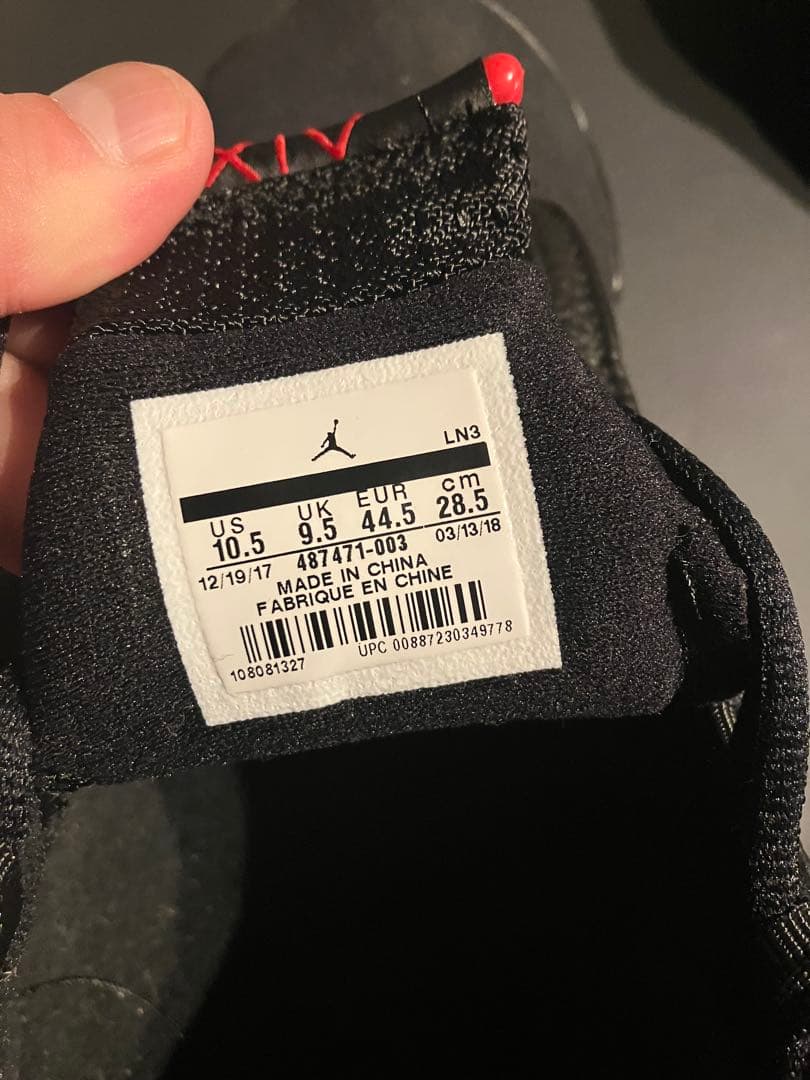 XIV
LN3
US UK EUR cm
10.5 9.5 44.5 28.5
12/19/17 487471-003 03/13/18
MADE IN CHINA
FABRIQUE EN CHINE
108081327 UPC 00887230349778